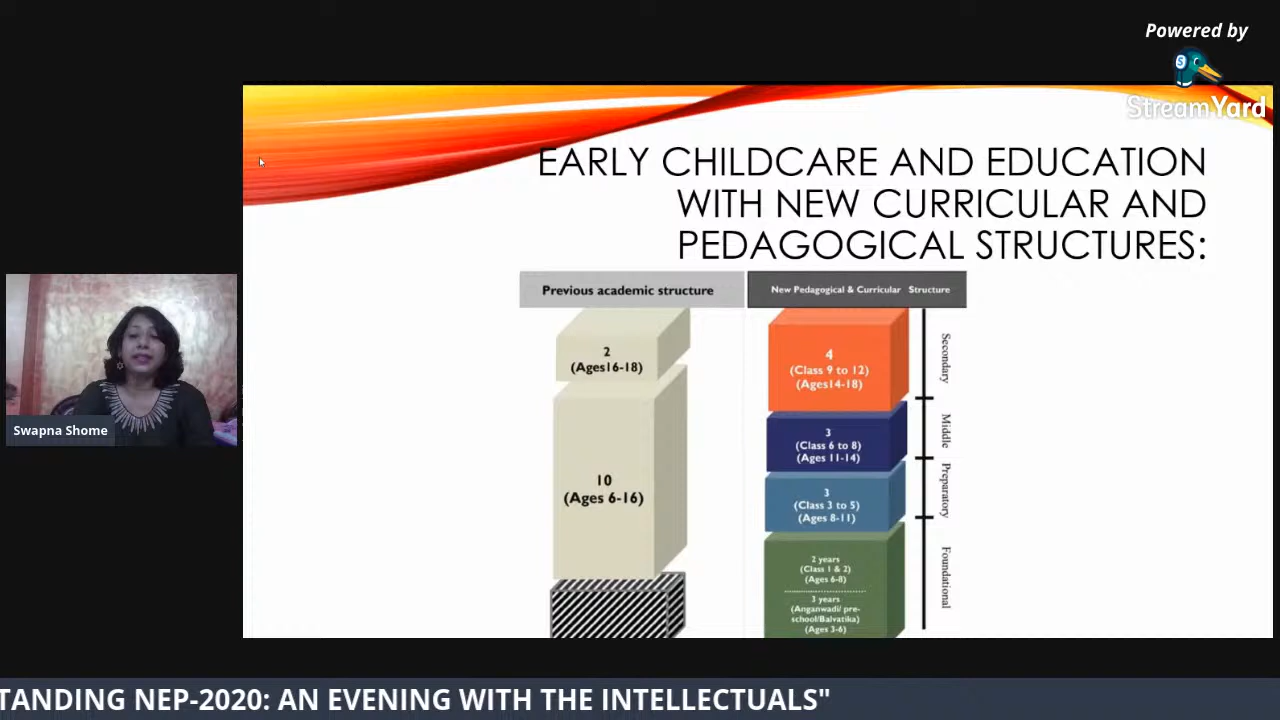 Powered by
StreamYard
EARLY CHILDCARE AND EDUCATION
WITH NEW CURRICULAR AND
PEDAGOGICAL STRUCTURES:
Previous academic structure
New Pedagogical & Curricular Structure
2
(Ages16-18)
10
(Ages 6-16)
4
(Class 9 to 12)
(Ages14-18)
3
(Class 6 to 8)
(Ages 11-14)
3
(Class 3 to 5)
(Ages 8-11)
2 years
(Class 1 & 2)
(Ages 6-8)
3 years
(Anganwadi/ pre-
school/Balvatika)
(Ages 3-6)
Secondary
Middle
Preparatory
Foundational
Swapna Shome
TANDING NEP-2020: AN EVENING WITH THE INTELLECTUALS"